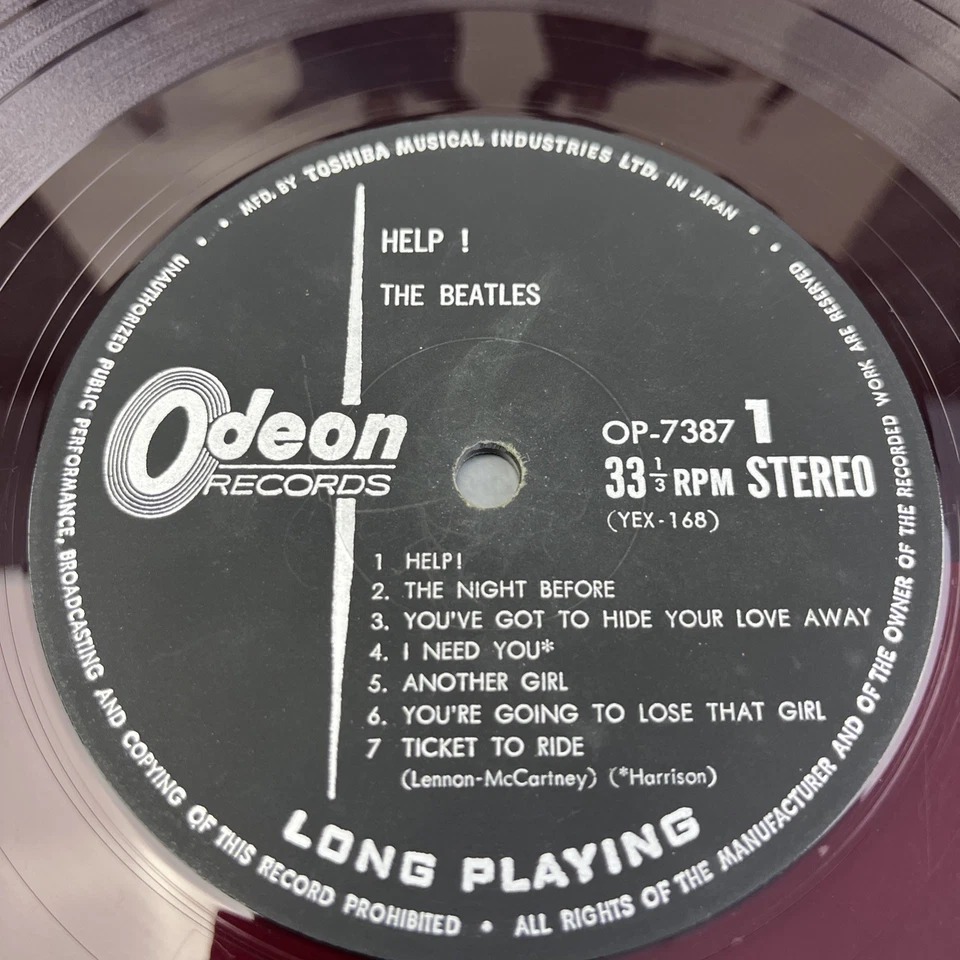 MFD. BY TOSHIBA MUSICAL INDUSTRIES LTD. IN JAPAN
HELP !
THE BEATLES
Odeon
RECORDS
OP-7387 1
33 1/3 RPM STEREO
(YEX-168)
1 HELP!
2. THE NIGHT BEFORE
3. YOU'VE GOT TO HIDE YOUR LOVE AWAY
4. I NEED YOU*
5. ANOTHER GIRL
6. YOU'RE GOING TO LOSE THAT GIRL
7 TICKET TO RIDE
(Lennon-McCartney) (*Harrison)
LONG PLAYING
UNAUTHORIZED PUBLIC PERFORMANCE, BROADCASTING AND COPYING OF THIS RECORD PROHIBITED • ALL RIGHTS OF THE MANUFACTURER AND OF THE OWNER OF THE RECORDED WORK ARE RESERVED